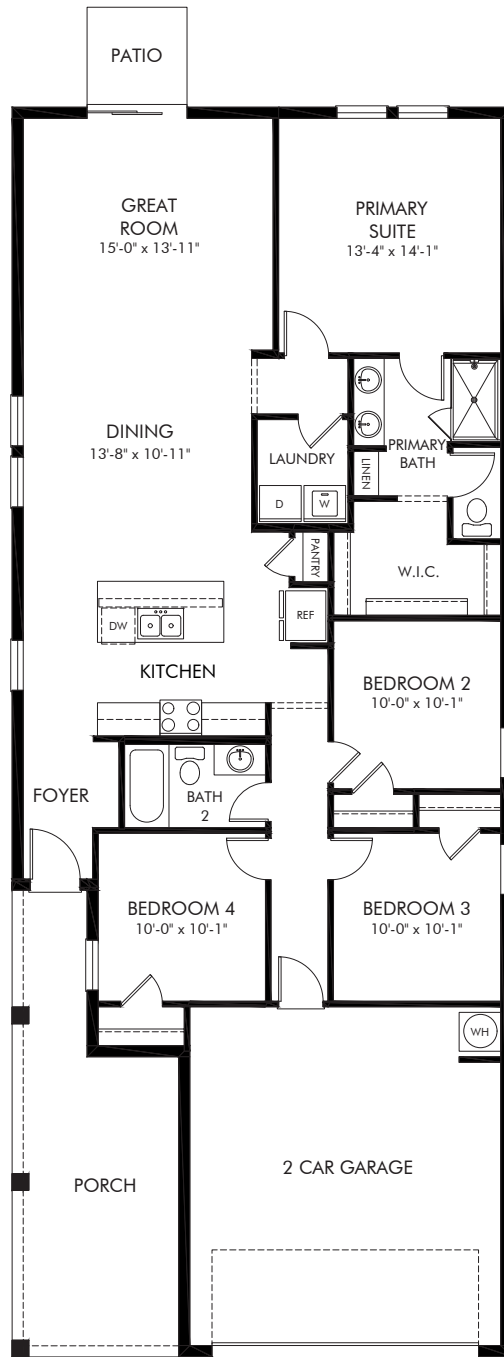 PATIO
GREAT
ROOM
15'-0" x 13'-11"
PRIMARY
SUITE
13'-4" x 14'-1"
DINING
13'-8" x 10'-11"
LAUNDRY
D
W
PRIMARY
BATH
LINEN
PANTRY
W.I.C.
REF
DW
KITCHEN
BEDROOM 2
10'-0" x 10'-1"
FOYER
BATH
2
BEDROOM 4
10'-0" x 10'-1"
BEDROOM 3
10'-0" x 10'-1"
WH
2 CAR GARAGE
PORCH